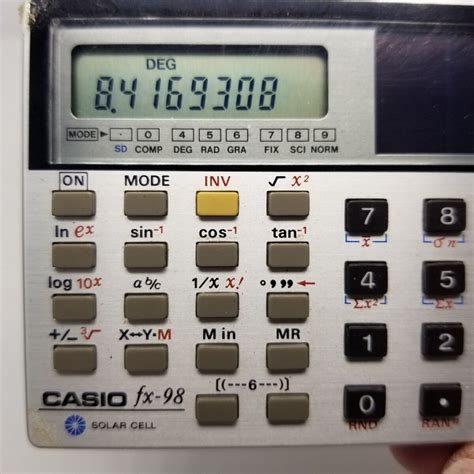 DEG
8.4169308
MODE ▶ · 0 4 5 6 7 8 9
SD COMP DEG RAD GRA FIX SCI NORM
ON MODE INV √ x²
7 8
x̄ σn
ln eˣ sin⁻¹ cos⁻¹ tan⁻¹
4 5
Σx² Σx
log 10ˣ a b/c 1/x x! °,,, ←
1 2
+/− ³√ X↔Y·M M in MR
[(---6---)]
CASIO fx-98
0 •
RND RAN#
SOLAR CELL